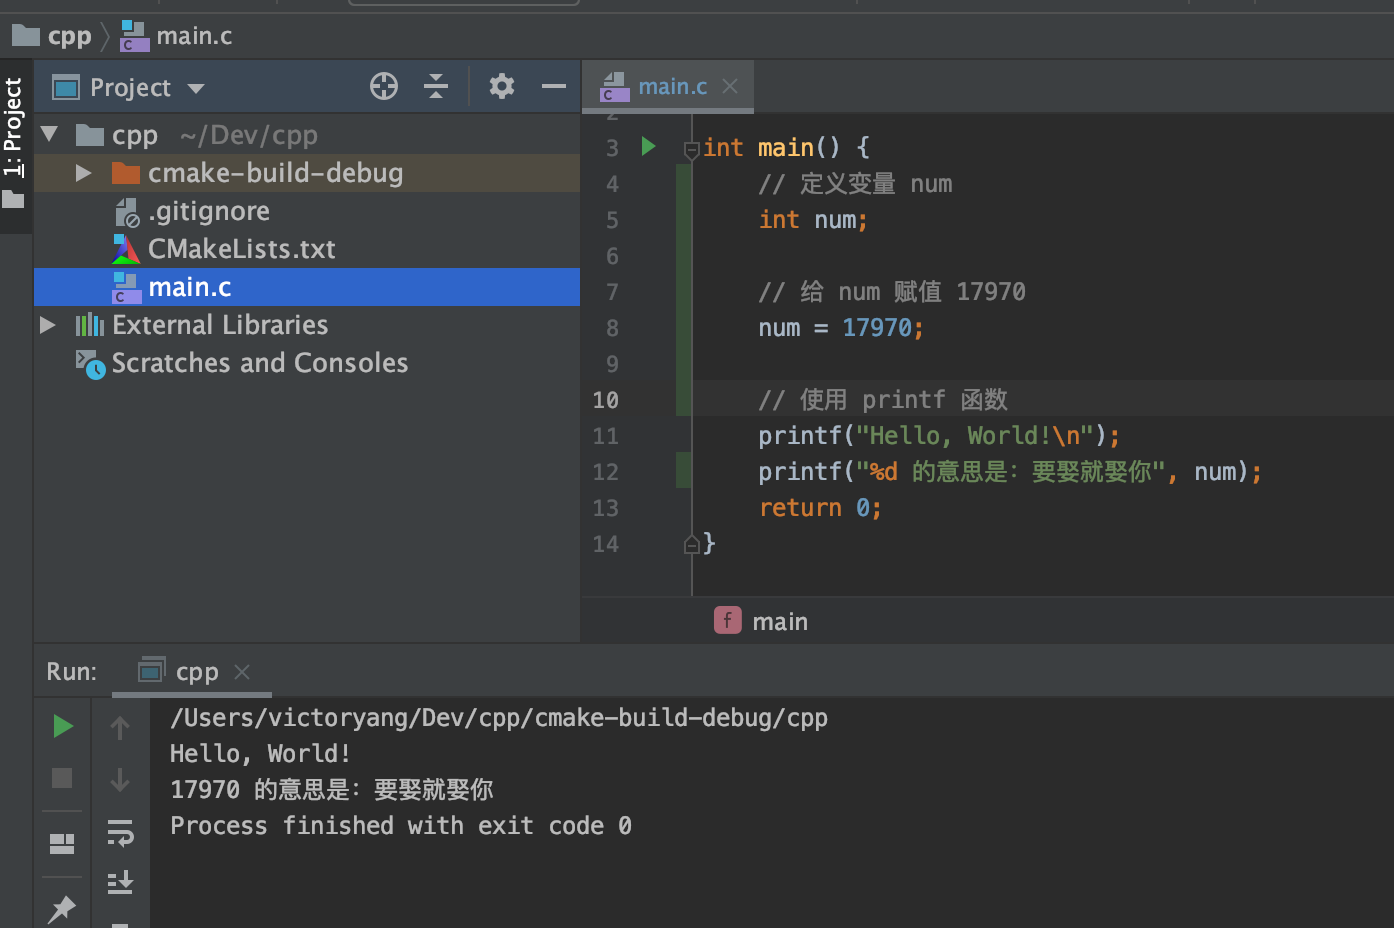 cpp
main.c
1: Project
Project
cpp ~/Dev/cpp
cmake-build-debug
.gitignore
CMakeLists.txt
main.c
External Libraries
Scratches and Consoles
main.c
3 int main() {
4 // 定义变量 num
5 int num;
6
7 // 给 num 赋值 17970
8 num = 17970;
9
10 // 使用 printf 函数
11 printf("Hello, World!\n");
12 printf("%d 的意思是：要娶就娶你", num);
13 return 0;
14 }
f main
Run: cpp
/Users/victoryang/Dev/cpp/cmake-build-debug/cpp
Hello, World!
17970 的意思是：要娶就娶你
Process finished with exit code 0